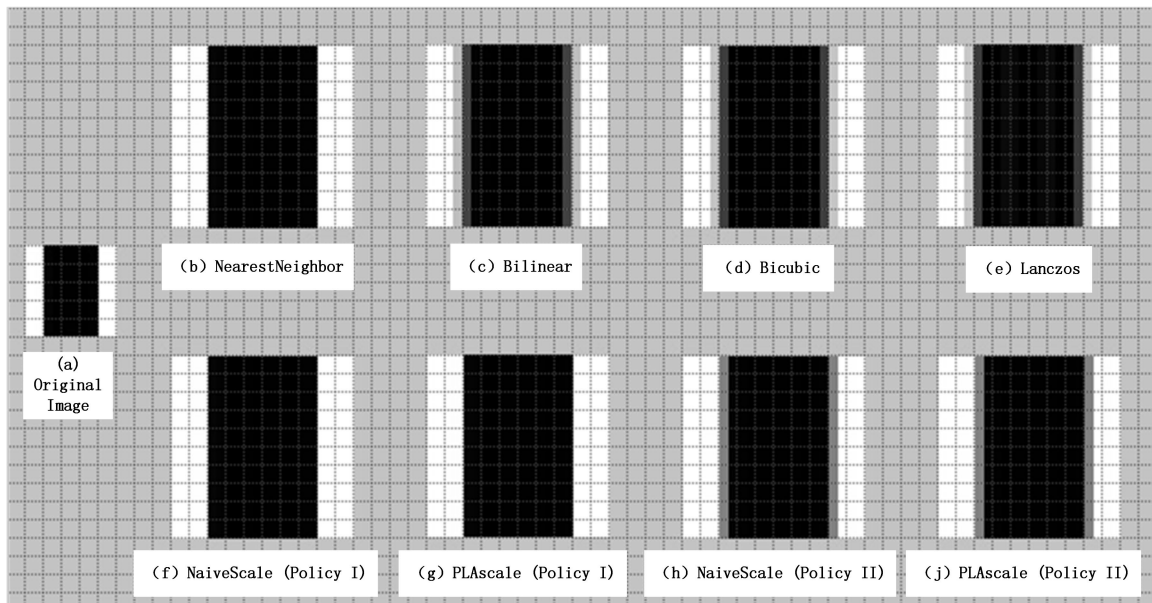 (b) NearestNeighbor
(c) Bilinear
(d) Bicubic
(e) Lanczos
(a)
Original
Image
(f) NaiveScale (Policy I)
(g) PLAscale (Policy I)
(h) NaiveScale (Policy II)
(j) PLAscale (Policy II)